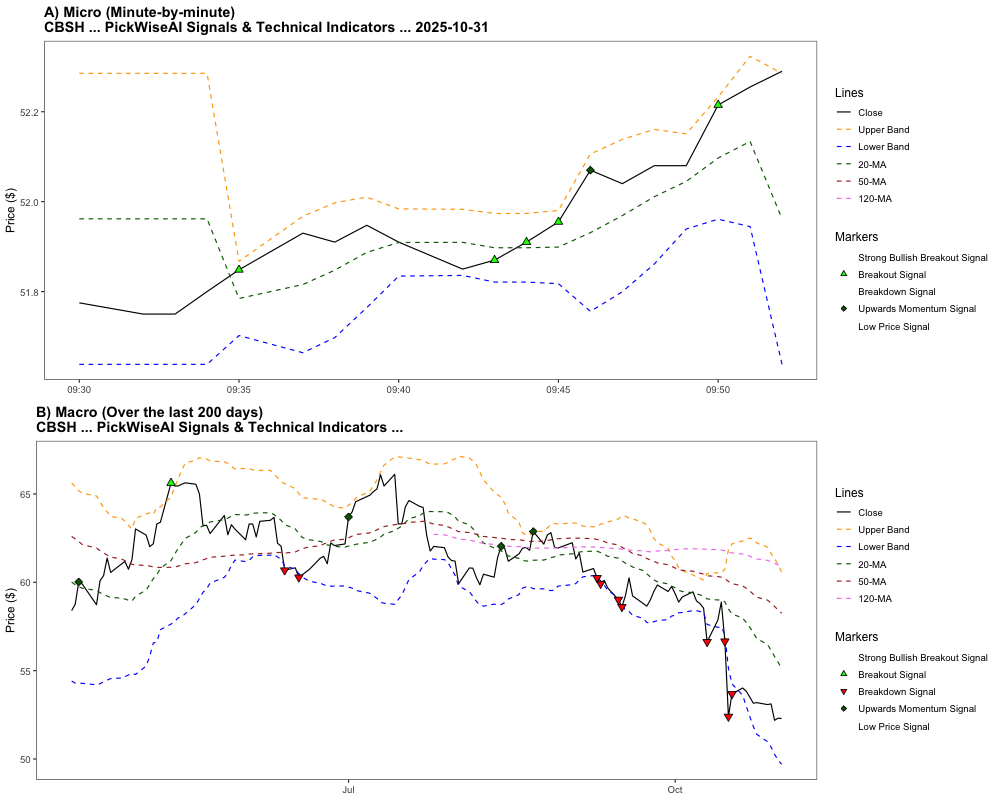 A) Micro (Minute-by-minute)
CBSH ... PickWiseAI Signals & Technical Indicators ... 2025-10-31
Price ($)
52.2
52.0
51.8
09:30
09:35
09:40
09:45
09:50
Lines
Close
Upper Band
Lower Band
20-MA
50-MA
120-MA
Markers
Strong Bullish Breakout Signal
Breakout Signal
Breakdown Signal
Upwards Momentum Signal
Low Price Signal
B) Macro (Over the last 200 days)
CBSH ... PickWiseAI Signals & Technical Indicators ...
Price ($)
65
60
55
50
Jul
Oct
Lines
Close
Upper Band
Lower Band
20-MA
50-MA
120-MA
Markers
Strong Bullish Breakout Signal
Breakout Signal
Breakdown Signal
Upwards Momentum Signal
Low Price Signal